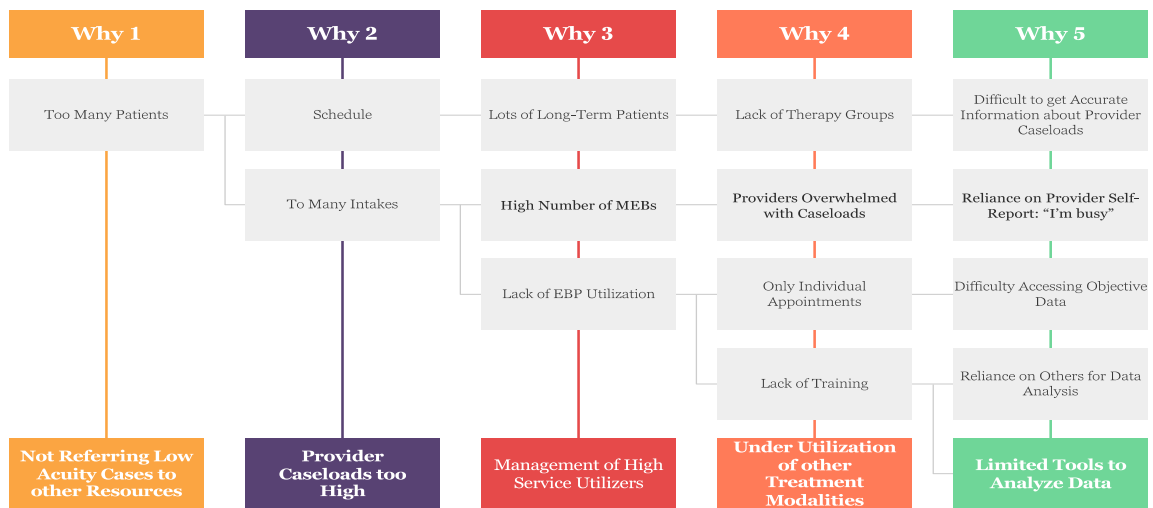 Why 1
Why 2
Why 3
Why 4
Why 5
Too Many Patients
Schedule
Lots of Long-Term Patients
Lack of Therapy Groups
Difficult to get Accurate
Information about Provider
Caseloads
To Many Intakes
High Number of MEBs
Providers Overwhelmed
with Caseloads
Reliance on Provider Self-
Report: “I’m busy”
Lack of EBP Utilization
Only Individual
Appointments
Difficulty Accessing Objective
Data
Lack of Training
Reliance on Others for Data
Analysis
Not Referring Low
Acuity Cases to
other Resources
Provider
Caseloads too
High
Management of High
Service Utilizers
Under Utilization
of other
Treatment
Modalities
Limited Tools to
Analyze Data